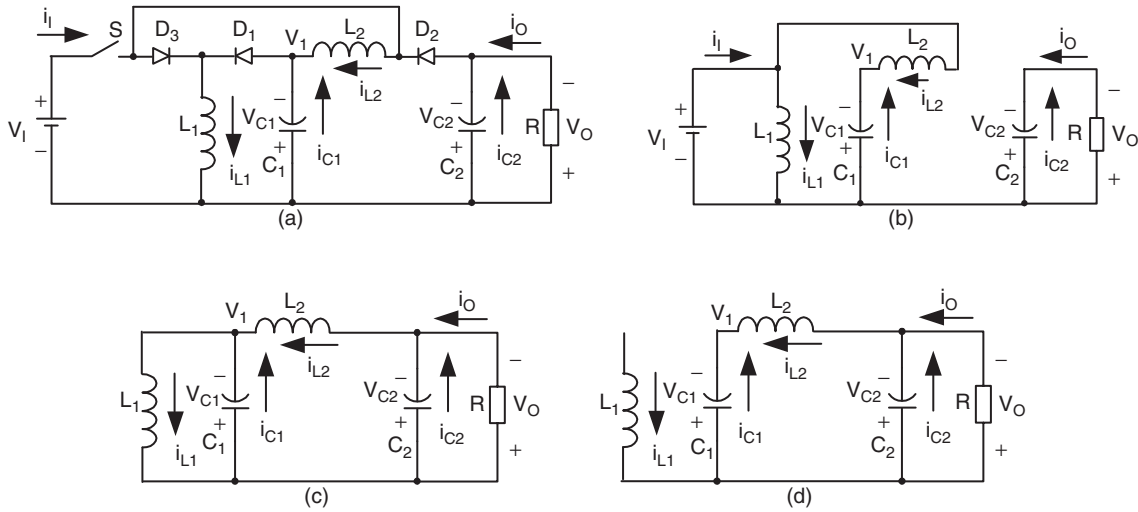 i_I S D_3 D_1 V_1 L_2 D_2 i_O
+ V_I − L_1 i_L1 − V_C1 + C_1 i_C1 i_L2 − V_C2 + C_2 i_C2 R − V_O +
(a)
i_I V_1 L_2 i_O
+ V_I − L_1 i_L1 − V_C1 + C_1 i_C1 i_L2 − V_C2 + C_2 i_C2 R − V_O +
(b)
V_1 L_2 i_O
L_1 i_L1 − V_C1 + C_1 i_C1 i_L2 − V_C2 + C_2 i_C2 R − V_O +
(c)
V_1 L_2 i_O
L_1 i_L1 − V_C1 + C_1 i_C1 i_L2 − V_C2 + C_2 i_C2 R − V_O +
(d)